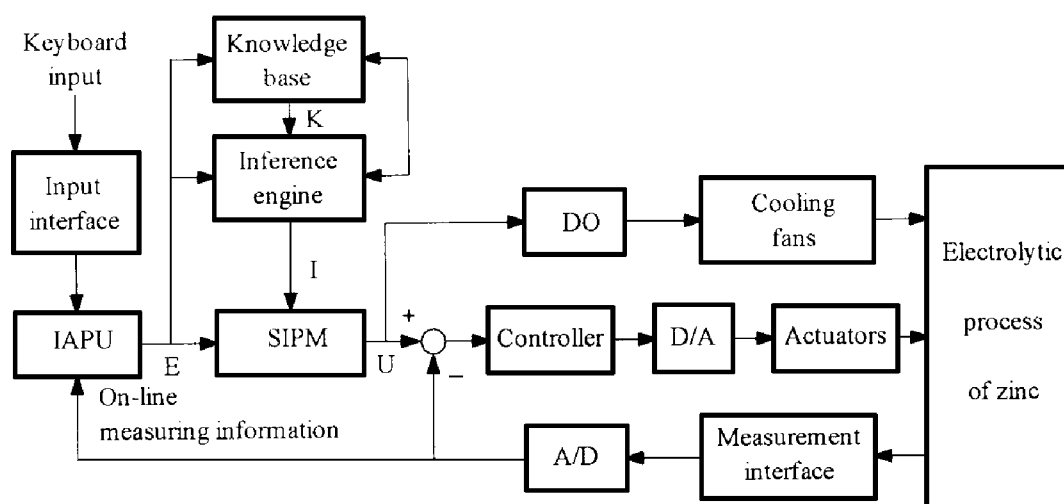 Keyboard
input
Knowledge
base
K
Input
interface
Inference
engine
I
DO
Cooling
fans
Electrolytic
process
of zinc
IAPU
E
SIPM
U
+
−
Controller
D/A
Actuators
On-line
measuring information
A/D
Measurement
interface